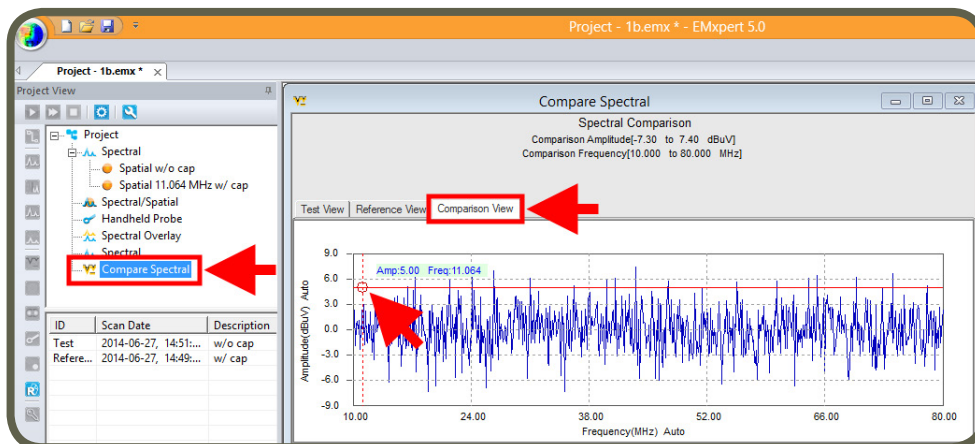 Project - 1b.emx * - EMxpert 5.0
Project - 1b.emx *
Project View
Project
Spectral
Spatial w/o cap
Spatial 11.064 MHz w/ cap
Spectral/Spatial
Handheld Probe
Spectral Overlay
Spectral
Compare Spectral
ID Scan Date Description
Test 2014-06-27, 14:51:... w/o cap
Refere... 2014-06-27, 14:49:... w/ cap
Compare Spectral
Spectral Comparison
Comparison Amplitude[-7.30 to 7.40 dBuV]
Comparison Frequency[10.000 to 80.000 MHz]
Test View Reference View Comparison View
Amp:5.00 Freq:11.064
Amplitude(dBuV) Auto
9.0
6.0
3.0
0.0
-3.0
-6.0
-9.0
10.00 24.00 38.00 52.00 66.00 80.00
Frequency(MHz) Auto